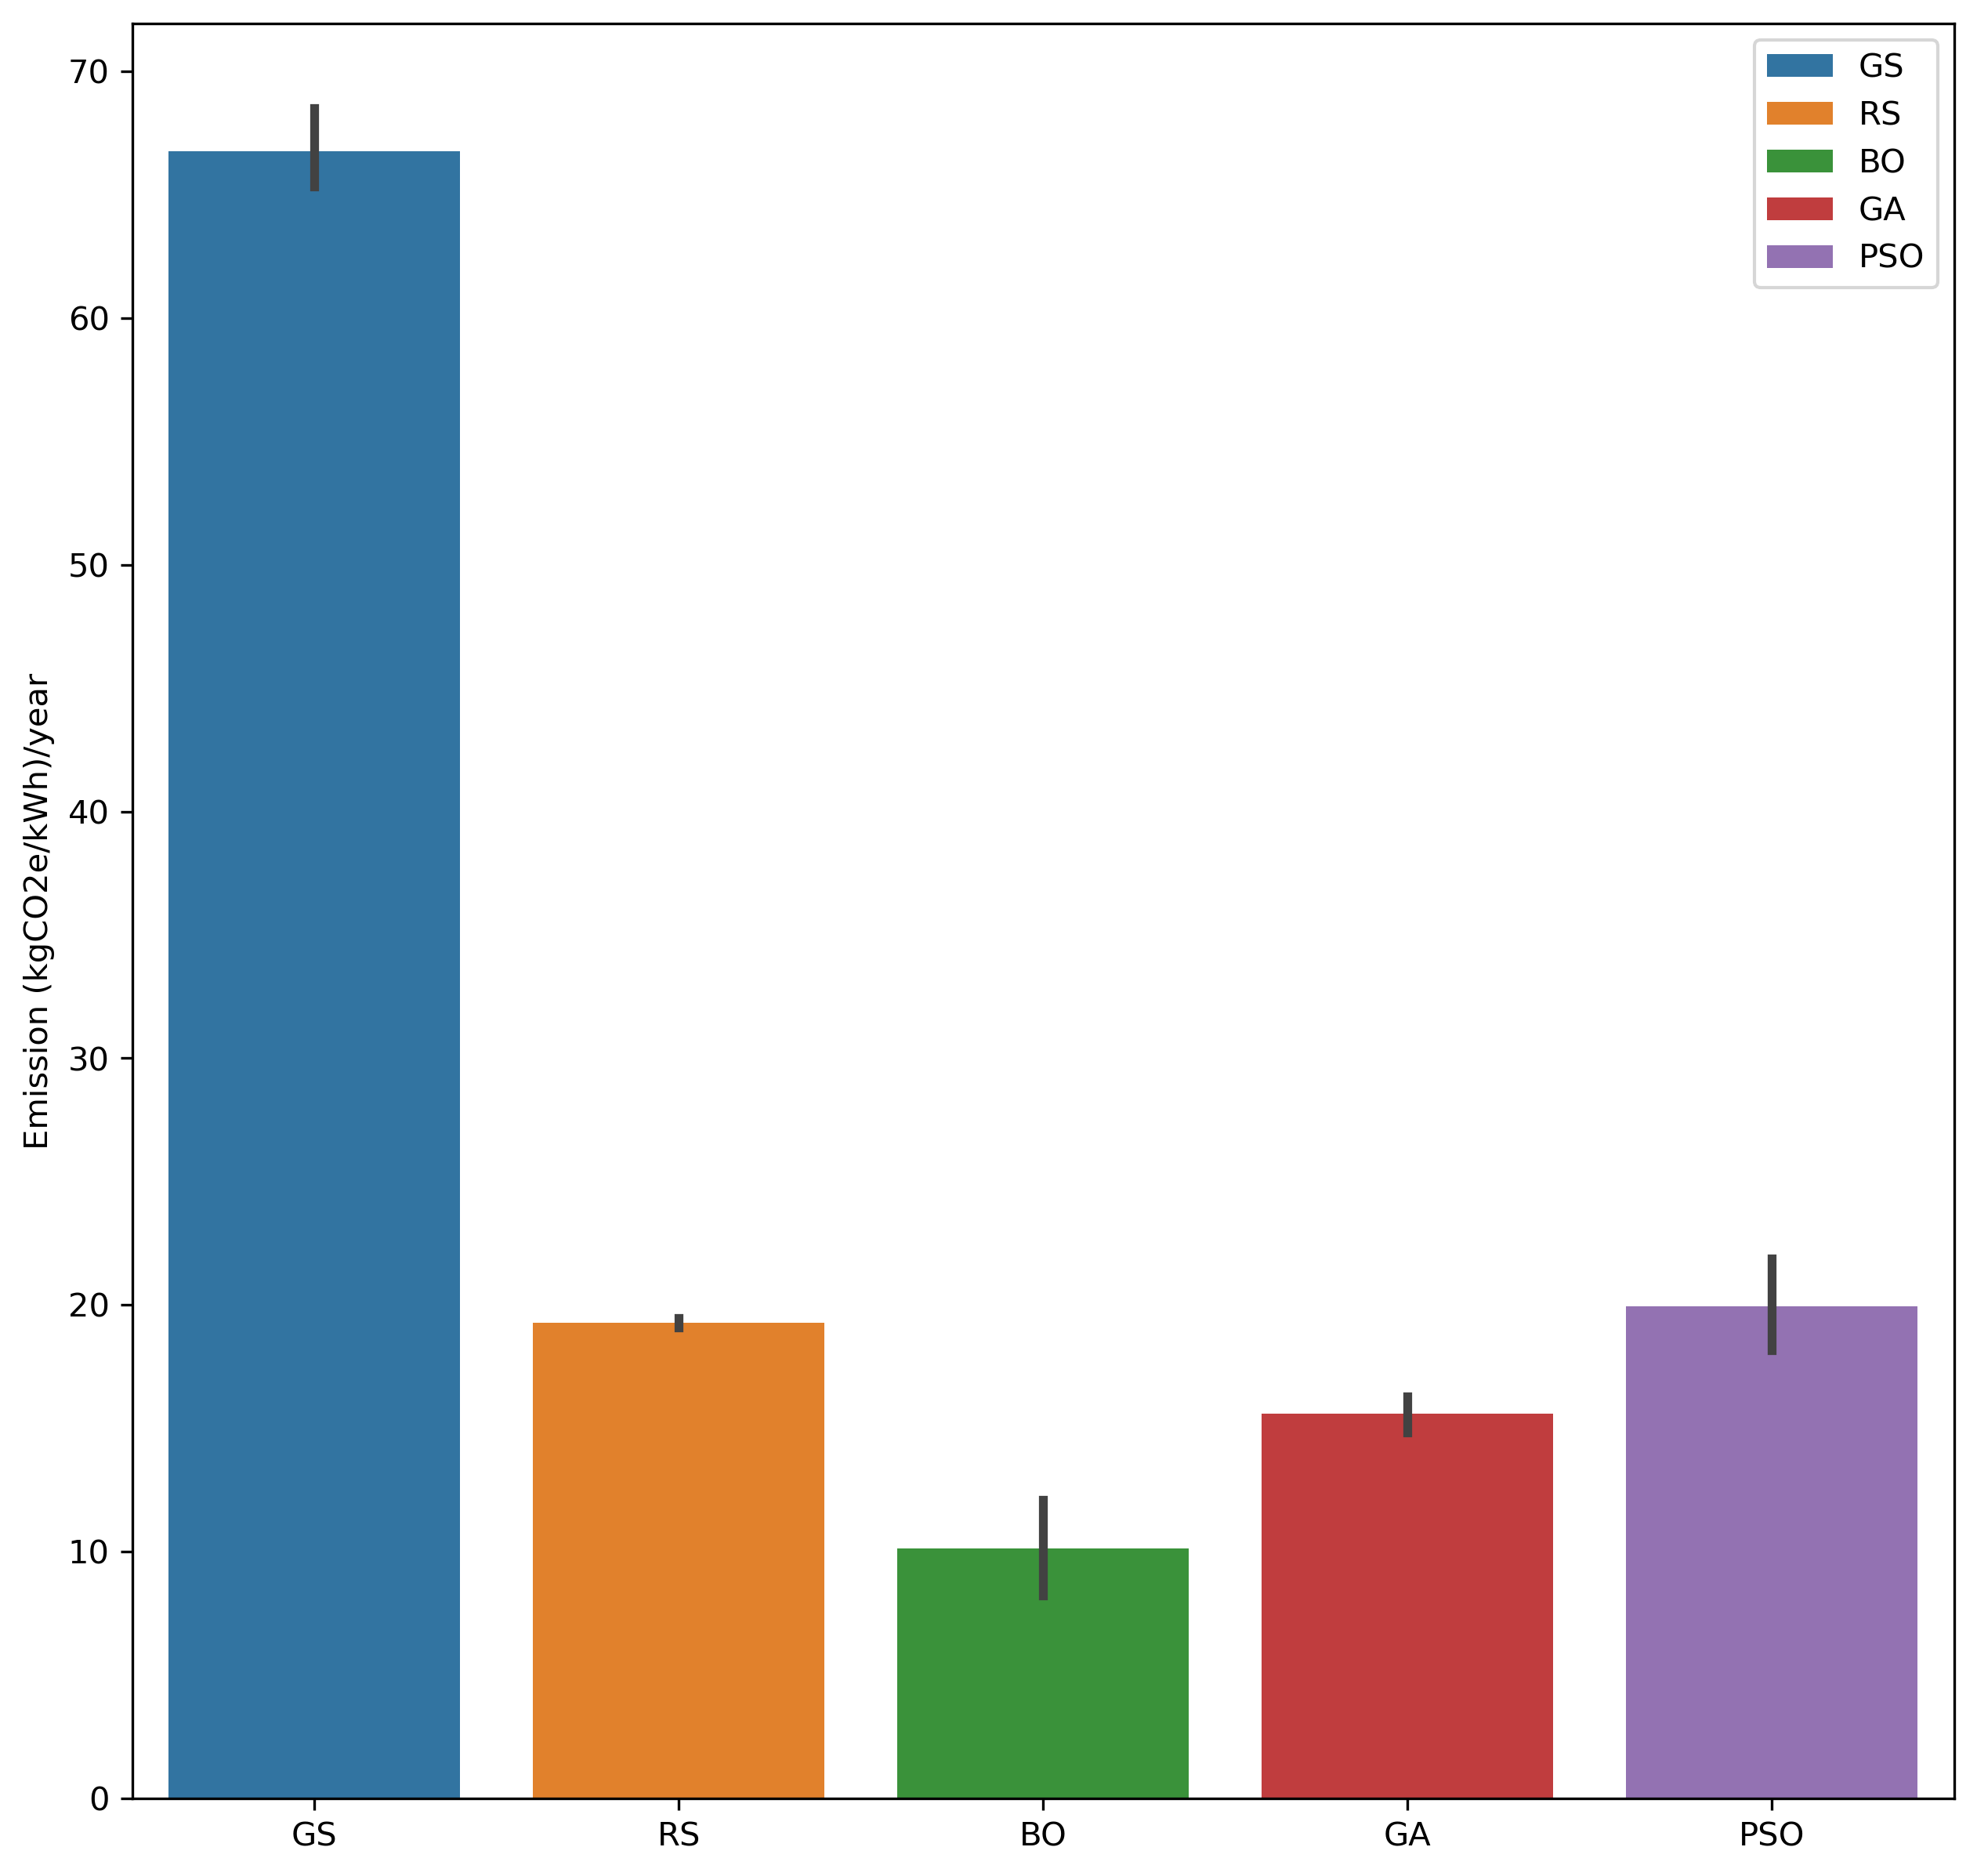 70
60
50
40
30
20
10
0
Emission (kgCO2e/kWh)/year
GS
RS
BO
GA
PSO
GS
RS
BO
GA
PSO